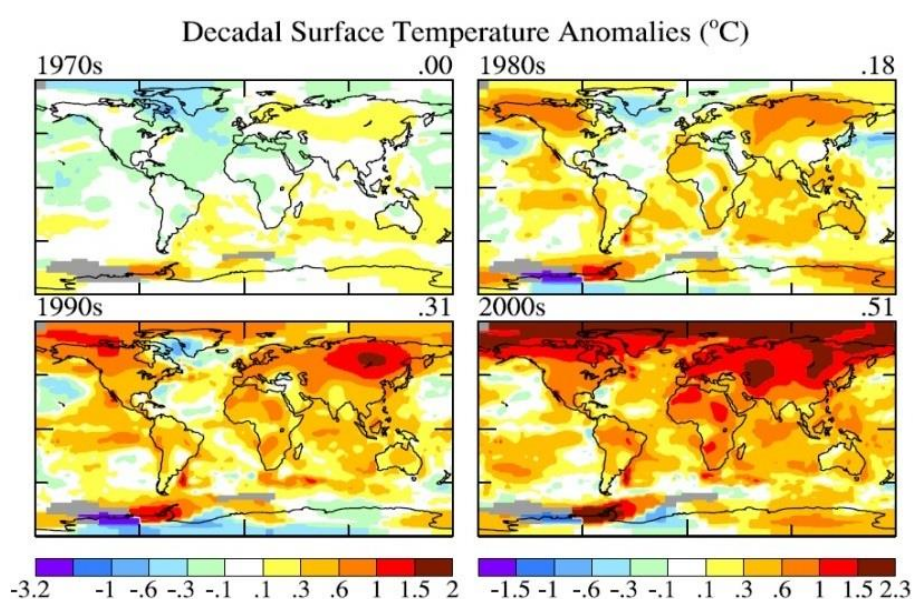 Decadal Surface Temperature Anomalies (°C)
1970s .00 1980s .18
1990s .31 2000s .51
-3.2 -1 -.6 -.3 -.1 .1 .3 .6 1 1.5 2 -1.5 -1 -.6 -.3 -.1 .1 .3 .6 1 1.5 2.3